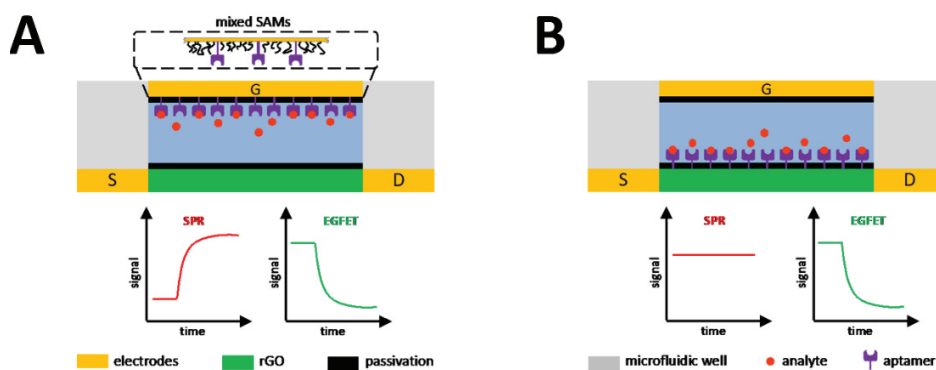 A
mixed SAMs
G
S
D
SPR
signal
time
EGFET
signal
time
electrodes
rGO
passivation
B
G
S
D
SPR
signal
time
EGFET
signal
time
microfluidic well
analyte
aptamer